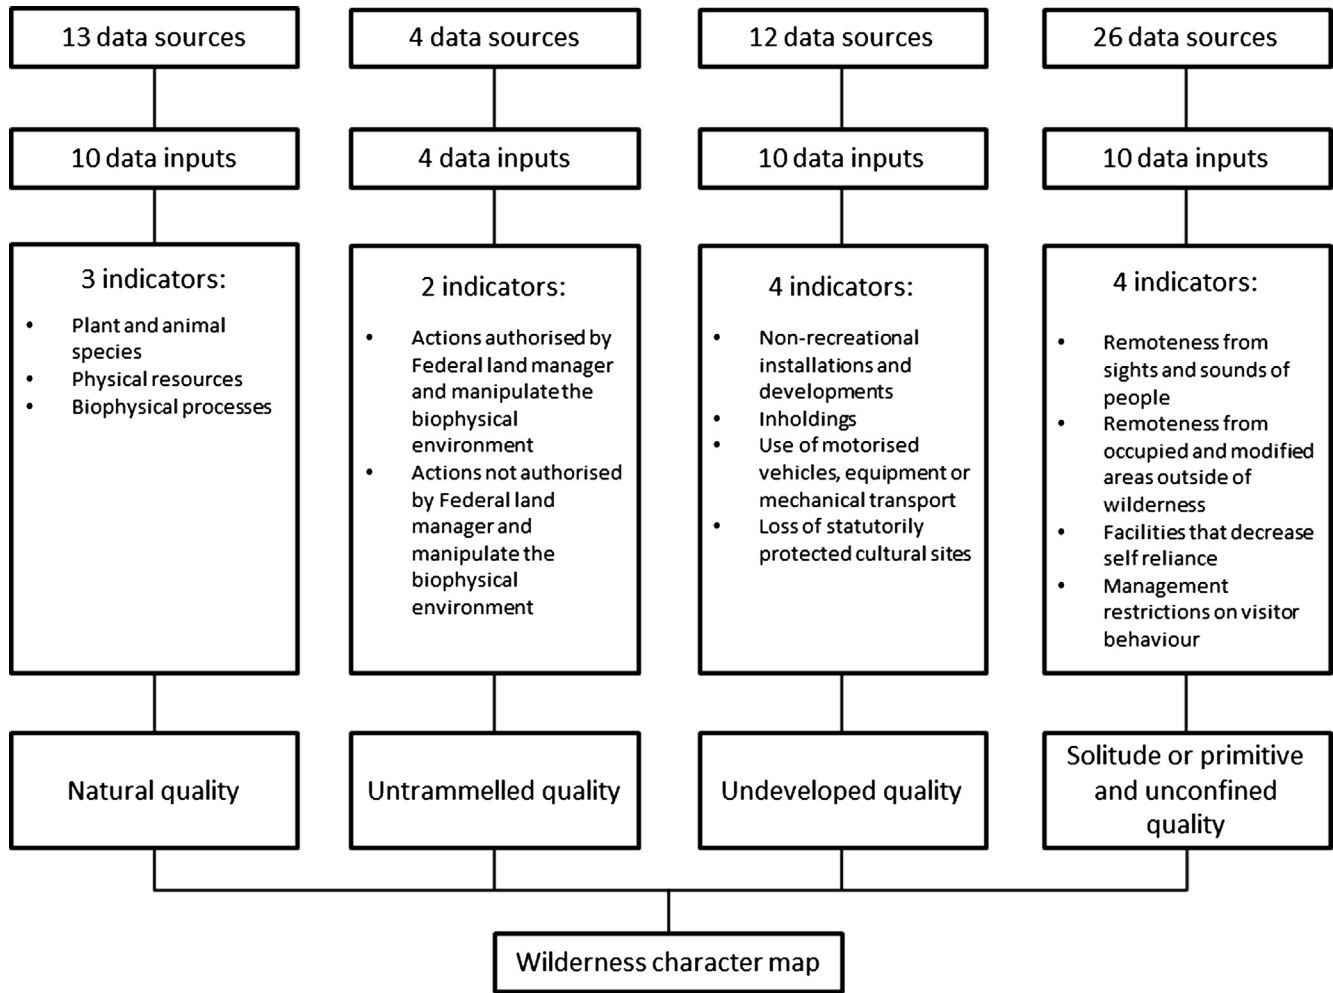 13 data sources
4 data sources
12 data sources
26 data sources
10 data inputs
4 data inputs
10 data inputs
10 data inputs
3 indicators:
• Plant and animal
species
• Physical resources
• Biophysical processes
2 indicators:
• Actions authorised by
Federal land manager
and manipulate the
biophysical
environment
• Actions not authorised
by Federal land
manager and
manipulate the
biophysical
environment
4 indicators:
• Non-recreational
installations and
developments
• Inholdings
• Use of motorised
vehicles, equipment or
mechanical transport
• Loss of statutorily
protected cultural sites
4 indicators:
• Remoteness from
sights and sounds of
people
• Remoteness from
occupied and modified
areas outside of
wilderness
• Facilities that decrease
self reliance
• Management
restrictions on visitor
behaviour
Natural quality
Untrammelled quality
Undeveloped quality
Solitude or primitive
and unconfined
quality
Wilderness character map